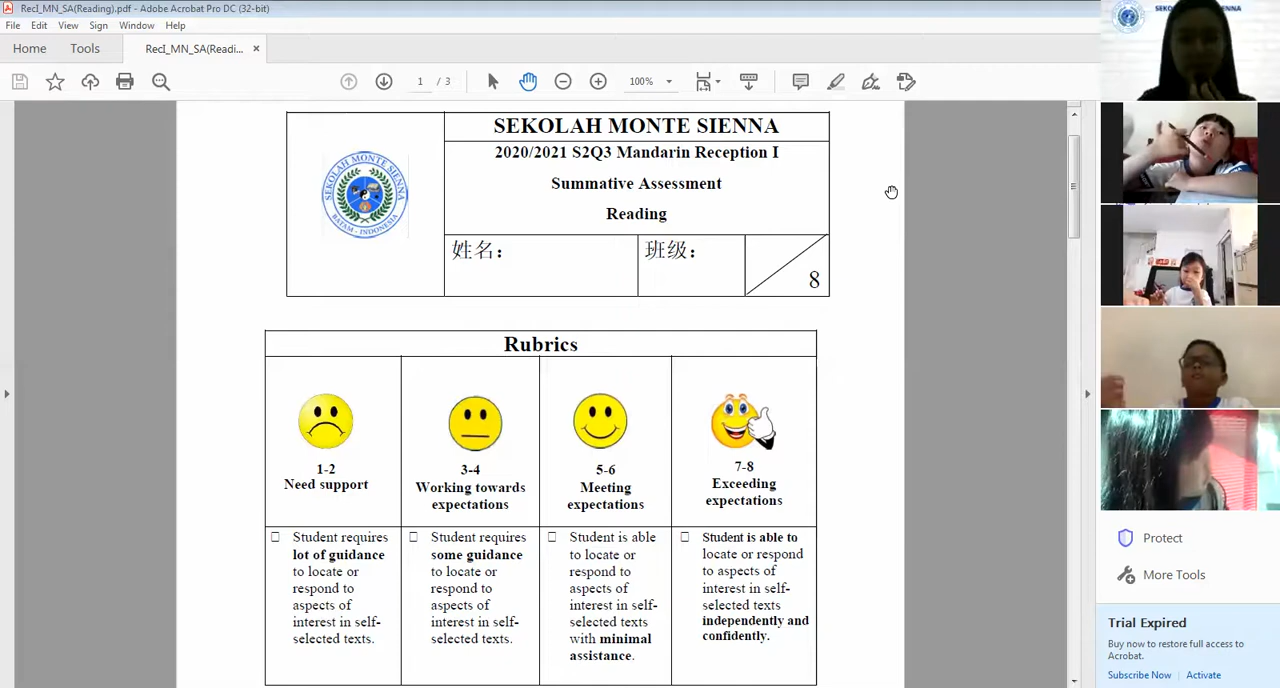 RecI_MN_SA(Reading).pdf - Adobe Acrobat Pro DC (32-bit)
File Edit View Sign Window Help
Home Tools RecI_MN_SA(Readi... ×
1 / 3 100%
SEKOLAH MONTE SIENNA
2020/2021 S2Q3 Mandarin Reception I
Summative Assessment
Reading
SEKOLAH MONTE SIENNA
BATAM - INDONESIA
姓名：
班级：
8
Rubrics
1-2
Need support
3-4
Working towards
expectations
5-6
Meeting
expectations
7-8
Exceeding
expectations
Student requires
lot of guidance
to locate or
respond to
aspects of
interest in self-
selected texts.
Student requires
some guidance
to locate or
respond to
aspects of
interest in self-
selected texts.
Student is able
to locate or
respond to
aspects of
interest in self-
selected texts
with minimal
assistance.
Student is able to
locate or respond
to aspects of
interest in self-
selected texts
independently and
confidently.
Protect
More Tools
Trial Expired
Buy now to restore full access to
Acrobat.
Subscribe Now Activate